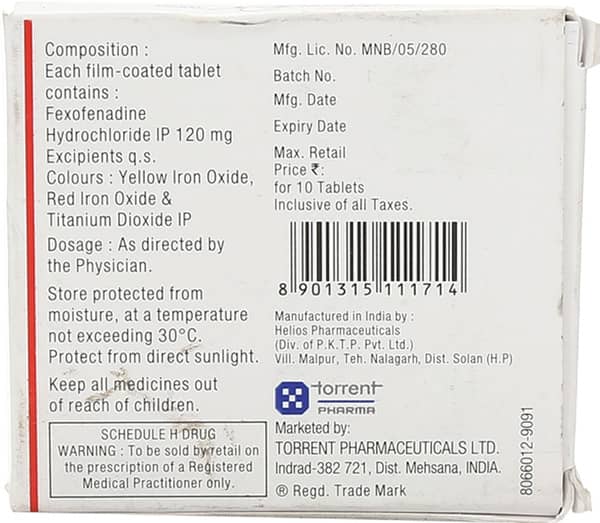 Composition :
Each film-coated tablet
contains :
Fexofenadine
Hydrochloride IP 120 mg
Excipients q.s.
Colours : Yellow Iron Oxide,
Red Iron Oxide &
Titanium Dioxide IP
Dosage : As directed by
the Physician.
Store protected from
moisture, at a temperature
not exceeding 30°C.
Protect from direct sunlight.
Keep all medicines out
of reach of children.
SCHEDULE H DRUG
WARNING : To be sold by retail on
the prescription of a Registered
Medical Practitioner only.
Mfg. Lic. No. MNB/05/280
Batch No.
Mfg. Date
Expiry Date
Max. Retail
Price ₹:
for 10 Tablets
Inclusive of all Taxes.
8 901315 111714
Manufactured in India by :
Helios Pharmaceuticals
(Div. of P.K.T.P. Pvt. Ltd.)
Vill. Malpur, Teh. Nalagarh, Dist. Solan (H.P)
torrent
PHARMA
Marketed by:
TORRENT PHARMACEUTICALS LTD.
Indrad-382 721, Dist. Mehsana, INDIA.
® Regd. Trade Mark
8066012-9091